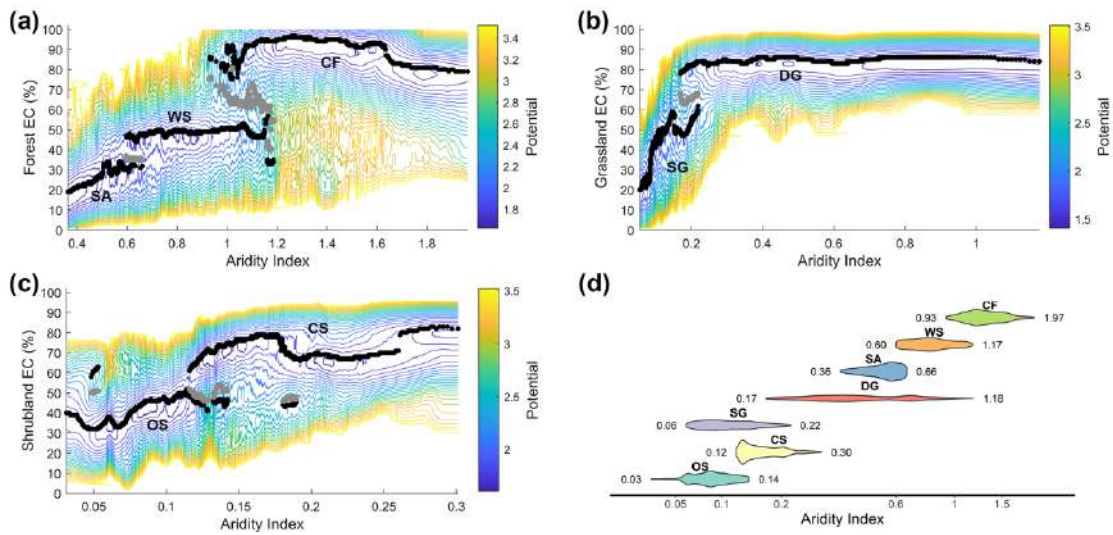 (a)
100
90
80
70
60
50
40
30
20
10
0
Forest EC (%)
CF
WS
SA
0.4 0.6 0.8 1 1.2 1.4 1.6 1.8
Aridity Index
3.4
3.2
3
2.8
2.6
2.4
2.2
2
1.8
Potential
(b)
100
90
80
70
60
50
40
30
20
10
0
Grassland EC (%)
DG
SG
0.2 0.4 0.6 0.8 1
Aridity Index
3.5
3
2.5
2
1.5
Potential
(c)
100
90
80
70
60
50
40
30
20
10
0
Shrubland EC (%)
CS
OS
0.05 0.1 0.15 0.2 0.25 0.3
Aridity Index
3.5
3
2.5
2
Potential
(d)
CF
0.93 1.97
WS
0.60 1.17
SA
0.36 0.66
DG
0.17 1.18
SG
0.06 0.22
CS
0.12 0.30
OS
0.03 0.14
0.05 0.1 0.2 0.6 1 1.5
Aridity Index